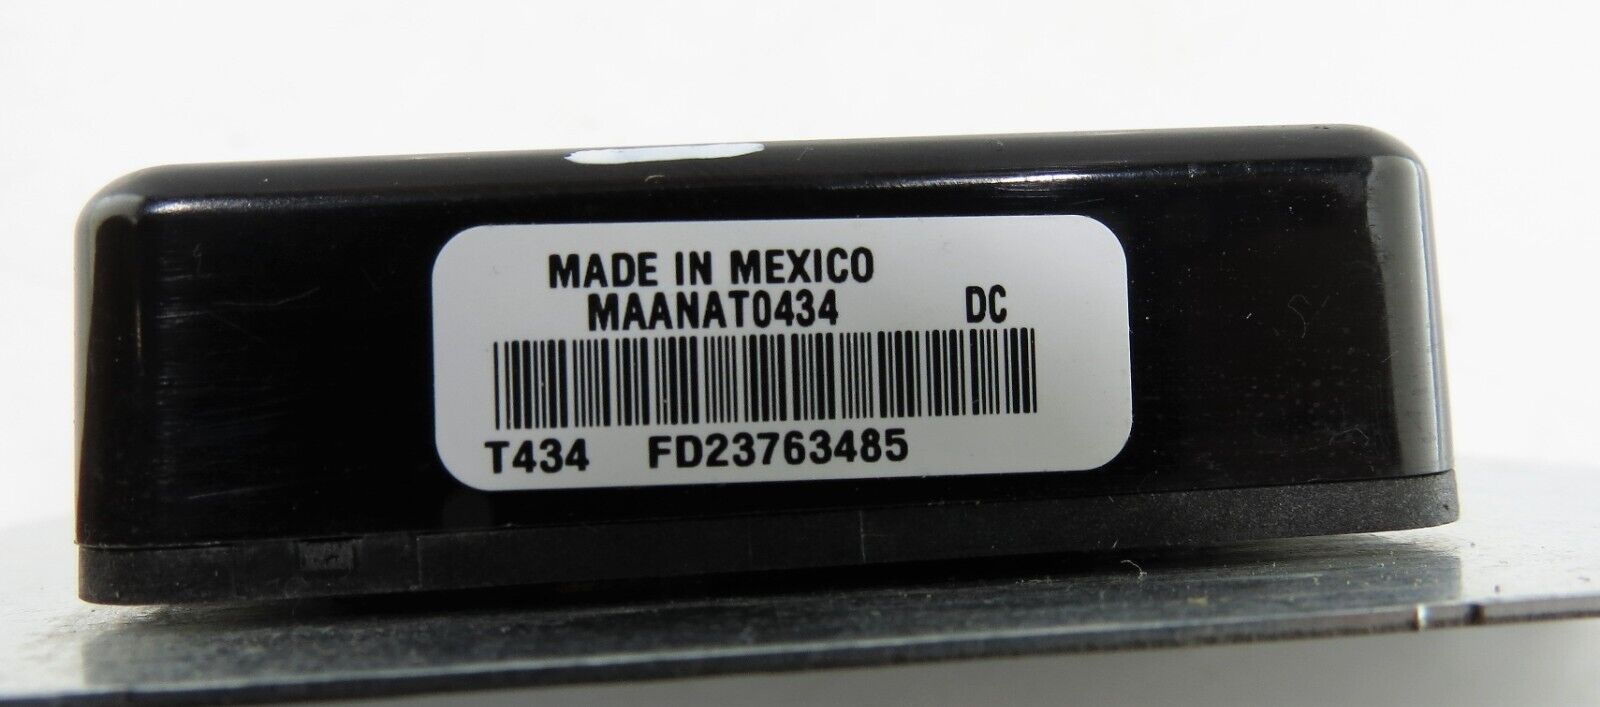 MADE IN MEXICO
MAANAT0434 DC
T434 FD23763485